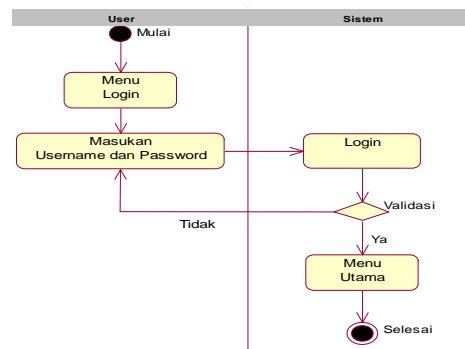 User
Sistem
Mulai
Menu
Login
Masukan
Username dan Password
Login
Validasi
Tidak
Ya
Menu
Utama
Selesai